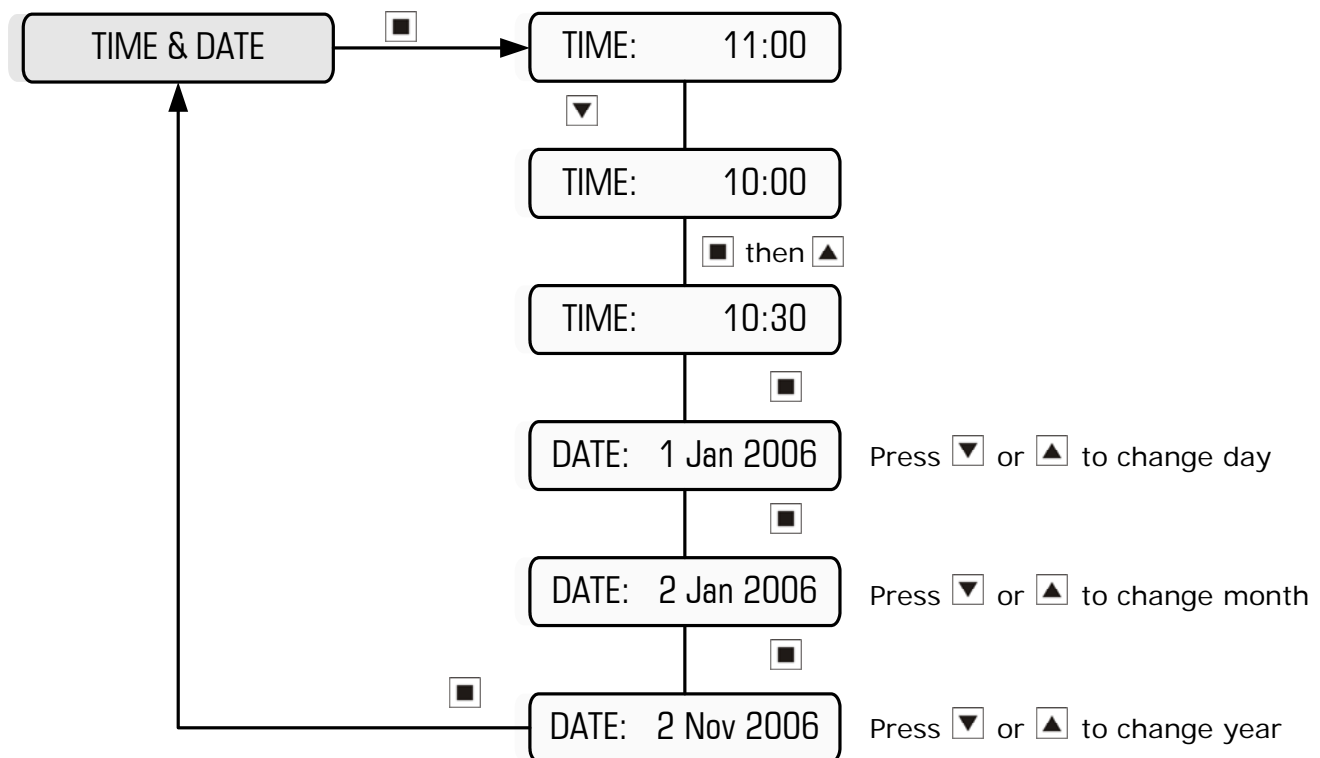 TIME & DATE
TIME: 11:00
TIME: 10:00
then
TIME: 10:30
DATE: 1 Jan 2006
Press or to change day
DATE: 2 Jan 2006
Press or to change month
DATE: 2 Nov 2006
Press or to change year